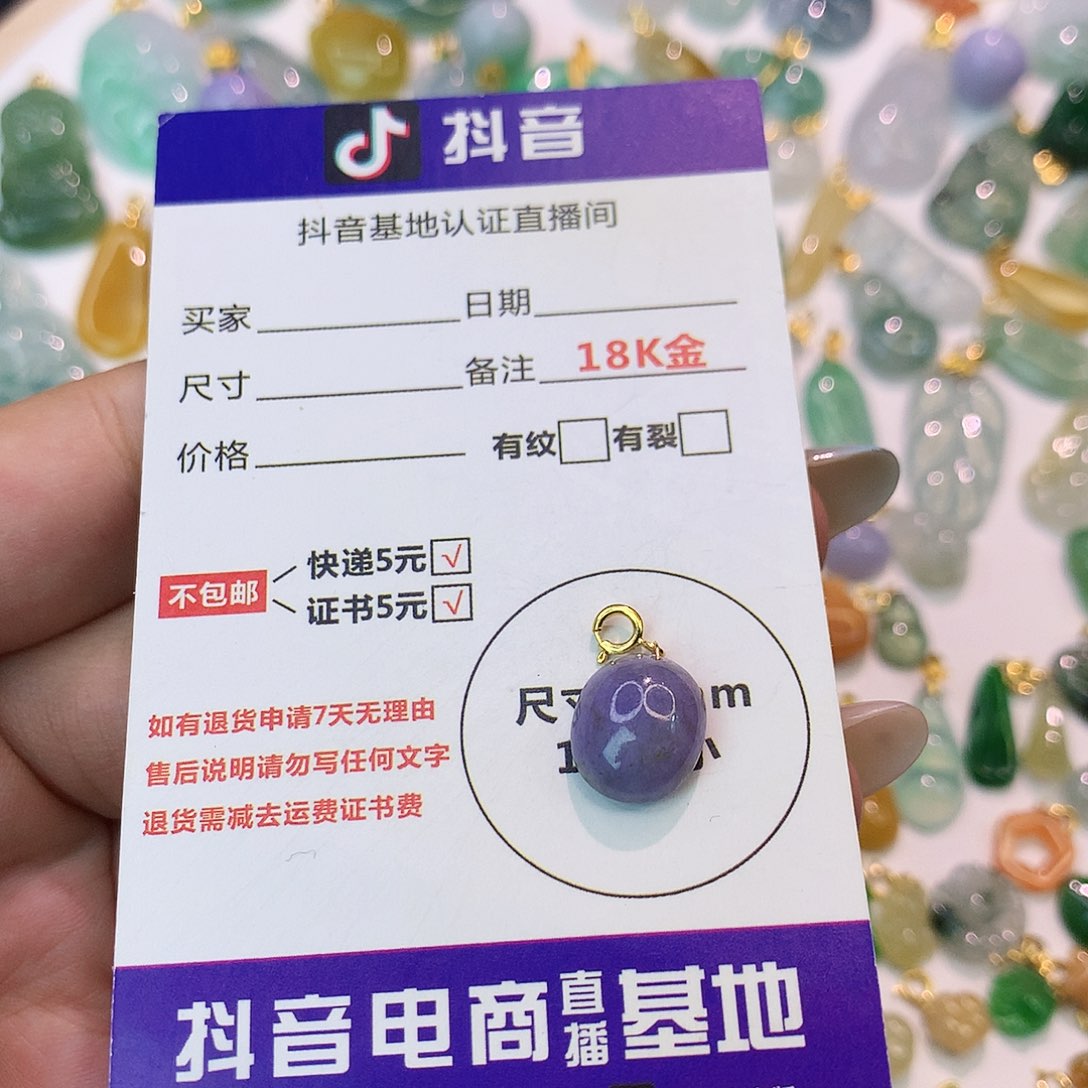 抖音
抖音基地认证直播间
买家 日期
尺寸 备注 18K金
价格 有纹 有裂
不包邮
快递5元 √
证书5元 √
如有退货申请7天无理由
售后说明请勿写任何文字
退货需减去运费证书费
尺 m
抖音电商直播基地